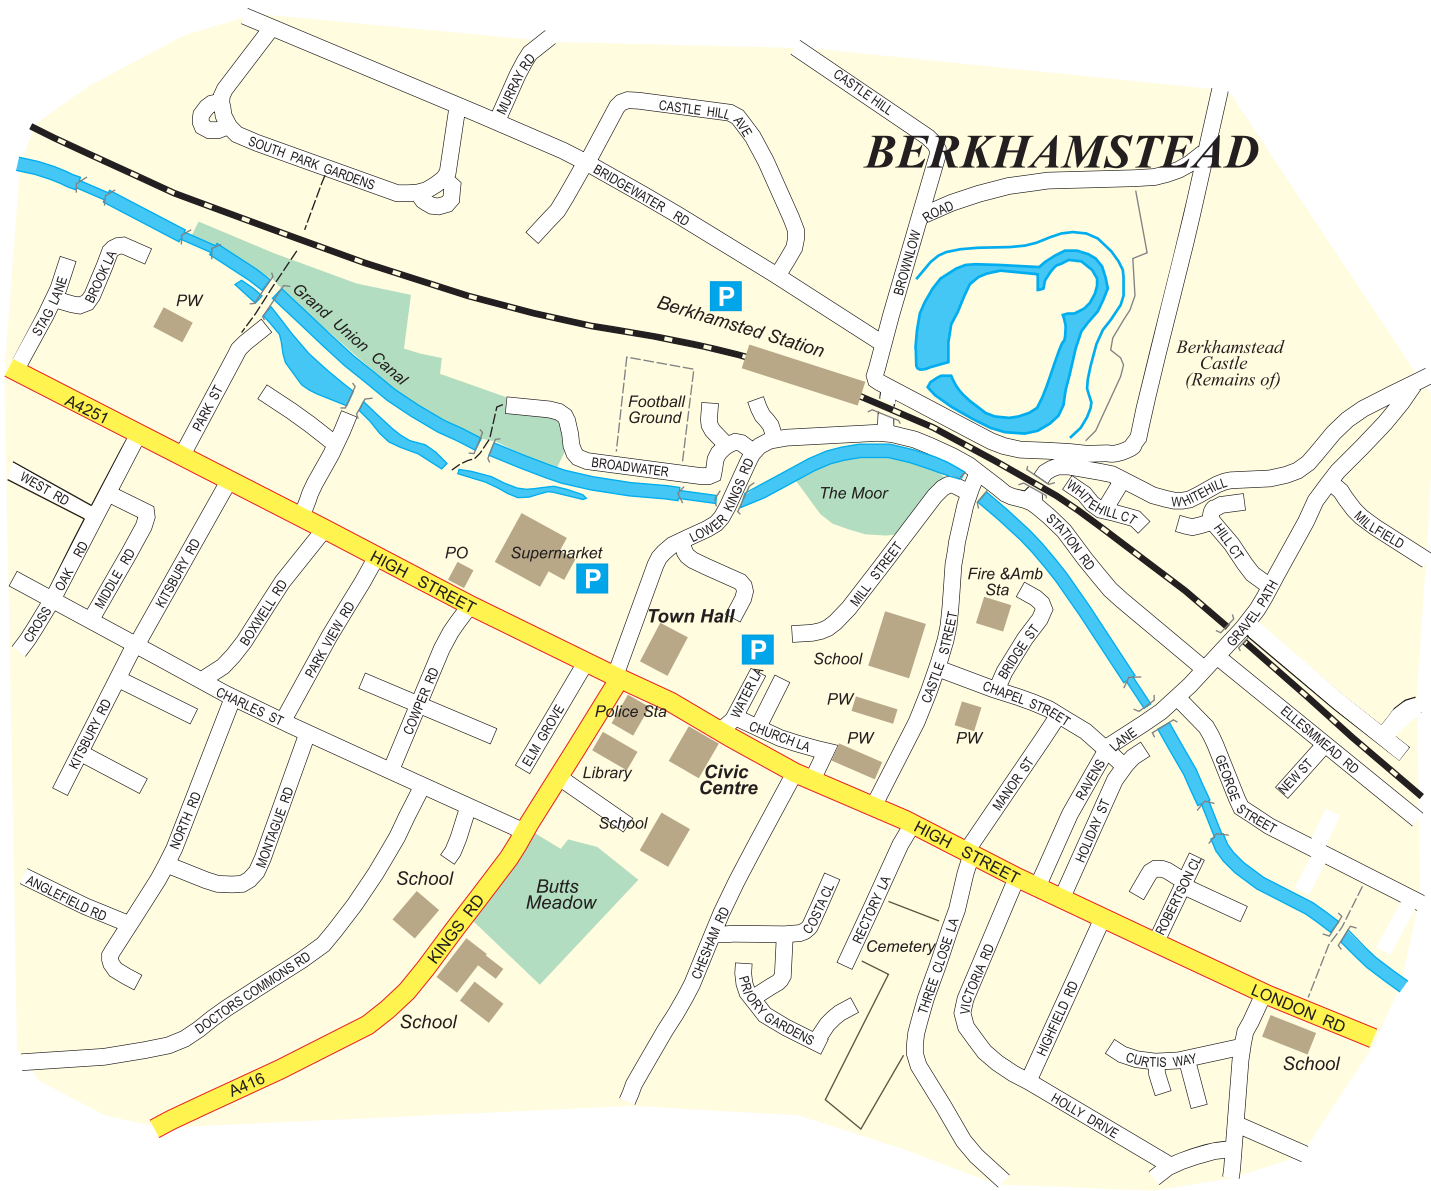 BERKHAMSTEAD
MURRAY RD
CASTLE HILL
CASTLE HILL AVE
SOUTH PARK GARDENS
BRIDGEWATER RD
BROWNLOW
ROAD
STAG LANE
BROOK LA
PW
P
Berkhamsted Station
Grand Union Canal
Berkhamstead
Castle
(Remains of)
A4251
PARK ST
Football
Ground
BROADWATER
LOWER KINGS RD
The Moor
WHITEHILL CT
WHITEHILL
HILL CT
MILLFIELD
WEST RD
CROSS OAK RD
MIDDLE RD
KITSBURY RD
BOXWELL RD
PARK VIEW RD
HIGH STREET
PO
Supermarket
P
MILL STREET
STATION RD
Fire &Amb
Sta
GRAVEL PATH
Town Hall
P
School
CASTLE STREET
BRIDGE ST
CHARLES ST
KITSBURY RD
COWPER RD
ELM GROVE
Police Sta
Library
Civic
Centre
WATER LA
CHURCH LA
PW
PW
PW
CHAPEL STREET
MANOR ST
RAVENS
LANE
HOLIDAY ST
GEORGE STREET
ELLESMMEAD RD
NEW ST
NORTH RD
MONTAGUE RD
School
HIGH STREET
ANGLEFIELD RD
School
Butts
Meadow
KINGS RD
School
DOCTORS COMMONS RD
A416
CHESHAM RD
COSTA CL
PRIORY GARDENS
RECTORY LA
Cemetery
THREE CLOSE LA
VICTORIA RD
HIGHFIELD RD
ROBERTSON CL
LONDON RD
School
CURTIS WAY
HOLLY DRIVE